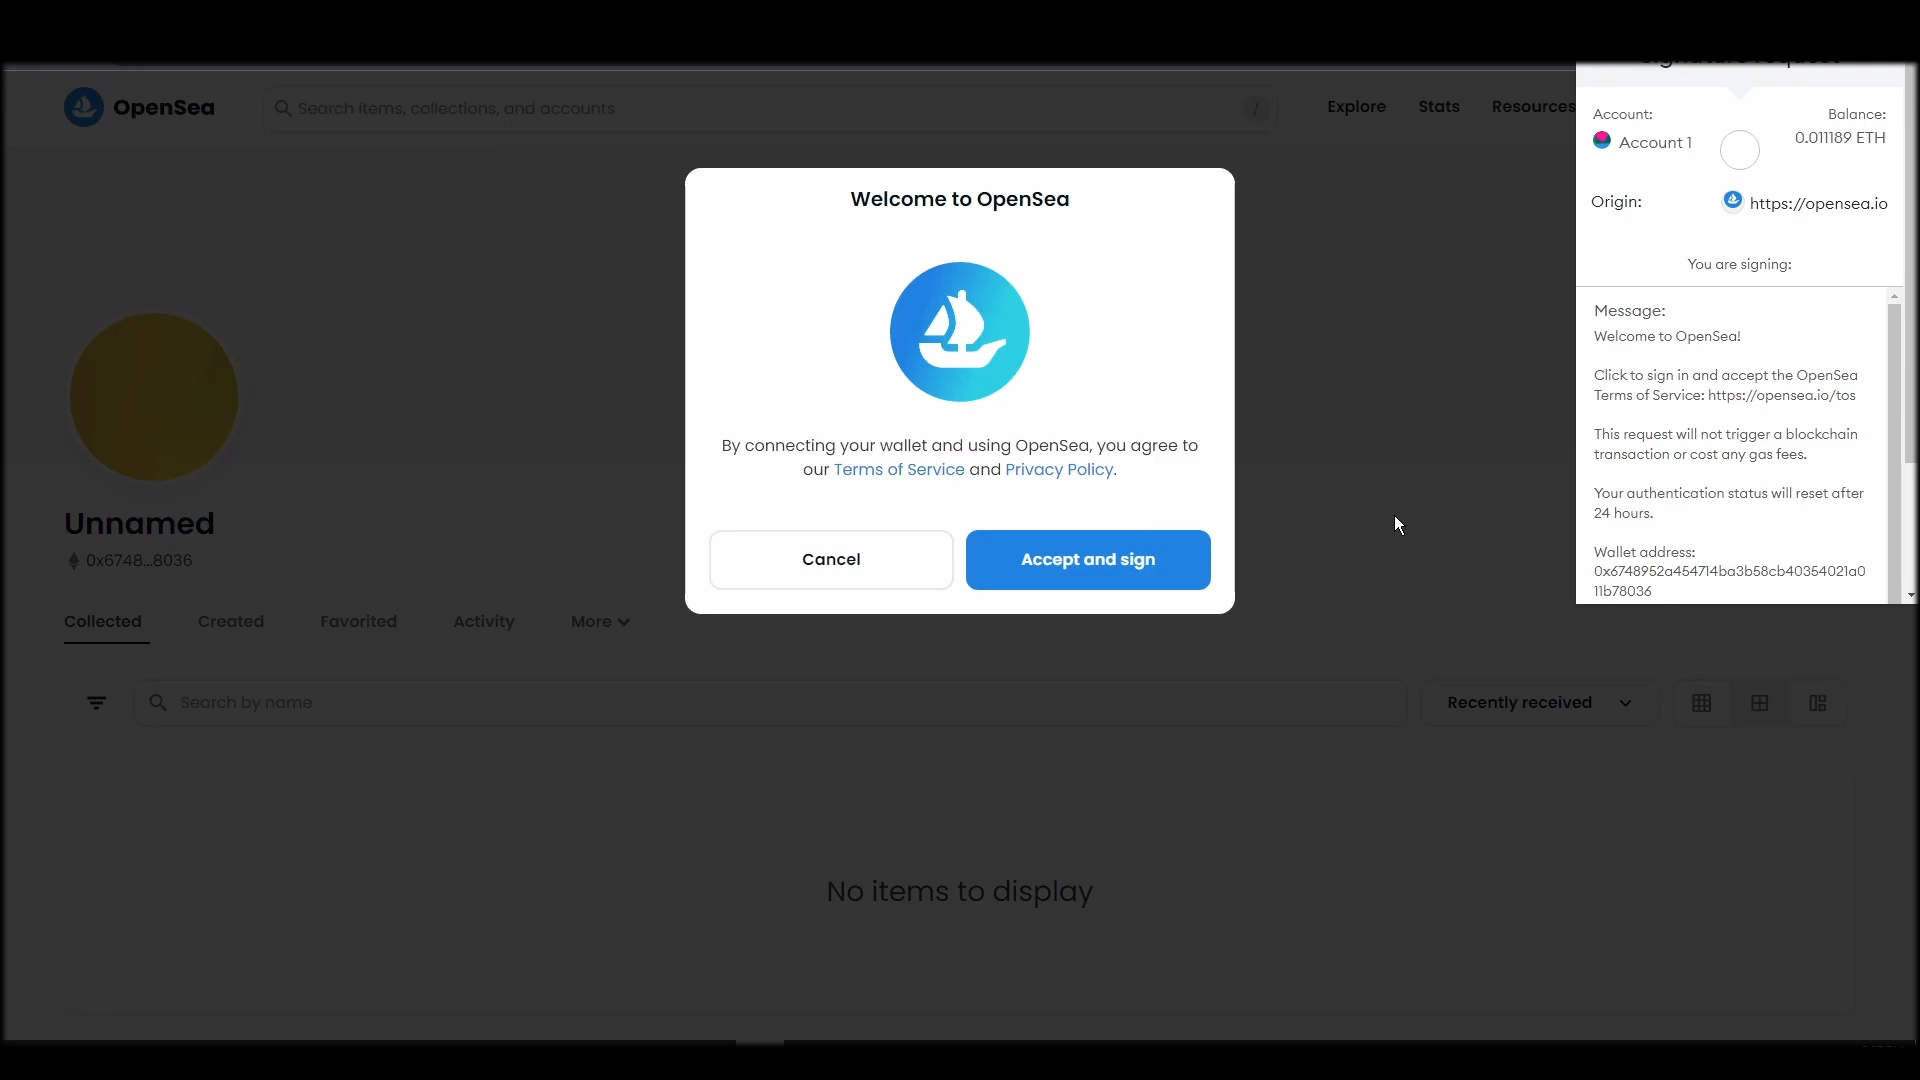 Signature request
OpenSea
Search items, collections, and accounts
/
Explore
Stats
Resources
Account:
Balance:
Account 1
0.011189 ETH
Origin:
https://opensea.io
You are signing:
Message:
Welcome to OpenSea!
Click to sign in and accept the OpenSea
Terms of Service: https://opensea.io/tos
This request will not trigger a blockchain
transaction or cost any gas fees.
Your authentication status will reset after
24 hours.
Wallet address:
0x6748952a454714ba3b58cb40354021a0
11b78036
Welcome to OpenSea
By connecting your wallet and using OpenSea, you agree to
our Terms of Service and Privacy Policy.
Cancel
Accept and sign
Unnamed
0x6748...8036
Collected
Created
Favorited
Activity
More
Search by name
Recently received
No items to display